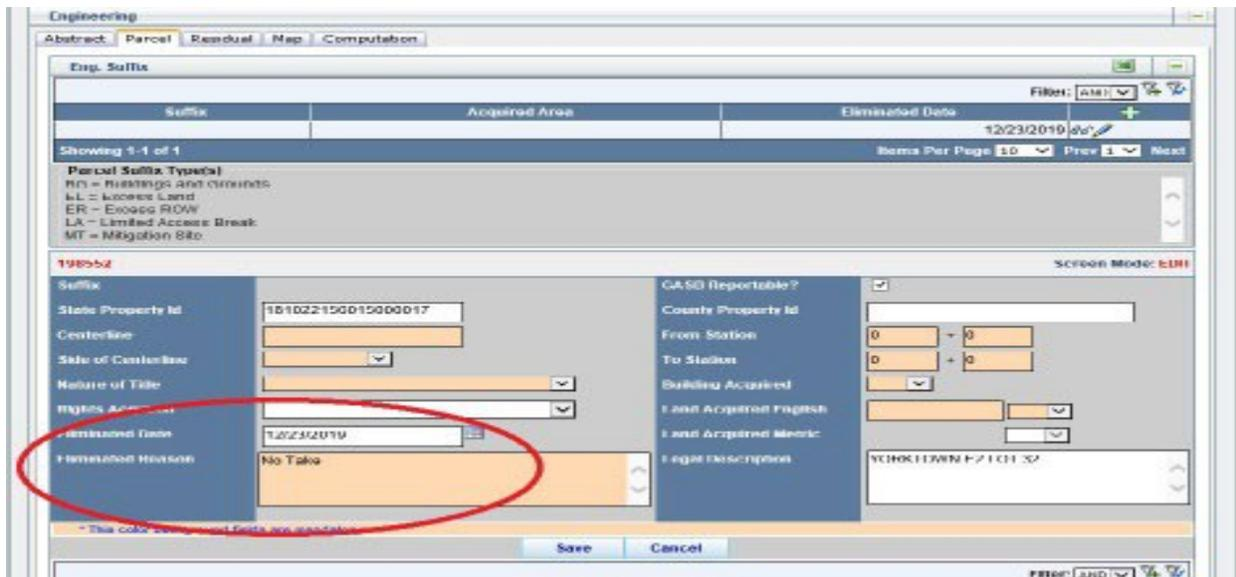 Engineering
Abstract Parcel Residual Map Computation
Eng. Suffix
Filter: AND
Suffix Acquired Area Eliminated Date
12/23/2019
Showing 1-1 of 1 Items Per Page 10 Prev 1 Next
Parcel Suffix Type(s)
BG = Buildings and Grounds
EL = Excess Land
ER = Excess ROW
LA = Limited Access Break
MT = Mitigation Site
198552 Screen Mode: EDIT
Suffix GASB Reportable?
State Property Id 181022150015000017 County Property Id
Centerline From Station 0 + 0
Side of Centerline To Station 0 + 0
Nature of Title Building Acquired
Rights Acquired Land Acquired English
Eliminated Date 12/23/2019 Land Acquired Metric
Eliminated Reason No Take Legal Description YORKTOWN LOT 32
* This color background fields are mandatory
Save Cancel
Filter: AND